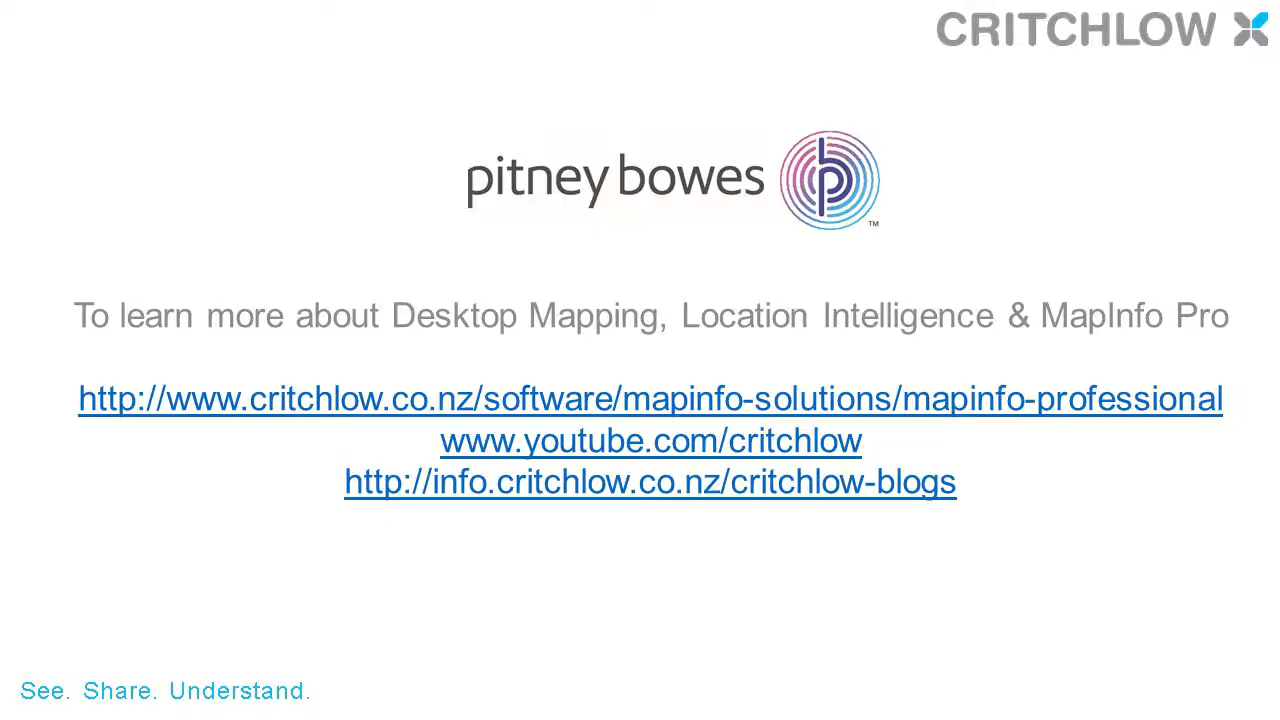 CRITCHLOW
pitney bowes
TM
To learn more about Desktop Mapping, Location Intelligence & MapInfo Pro
http://www.critchlow.co.nz/software/mapinfo-solutions/mapinfo-professional
www.youtube.com/critchlow
http://info.critchlow.co.nz/critchlow-blogs
See. Share. Understand.